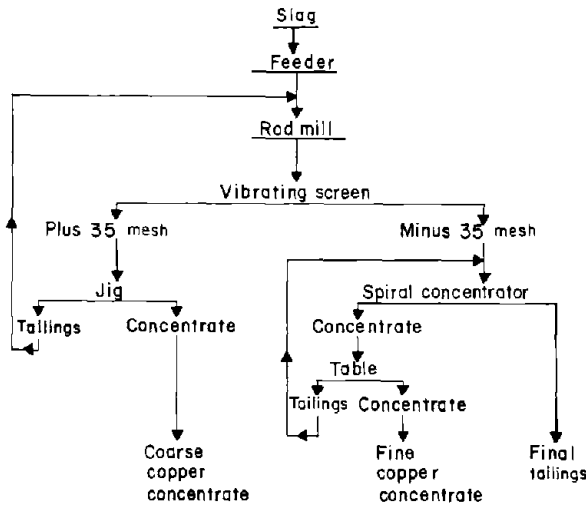 Slag
Feeder
Rod mill
Vibrating screen
Plus 35 mesh
Minus 35 mesh
Jig
Spiral concentrator
Tailings
Concentrate
Concentrate
Table
Tailings
Concentrate
Coarse
copper
concentrate
Fine
copper
concentrate
Final
tailings